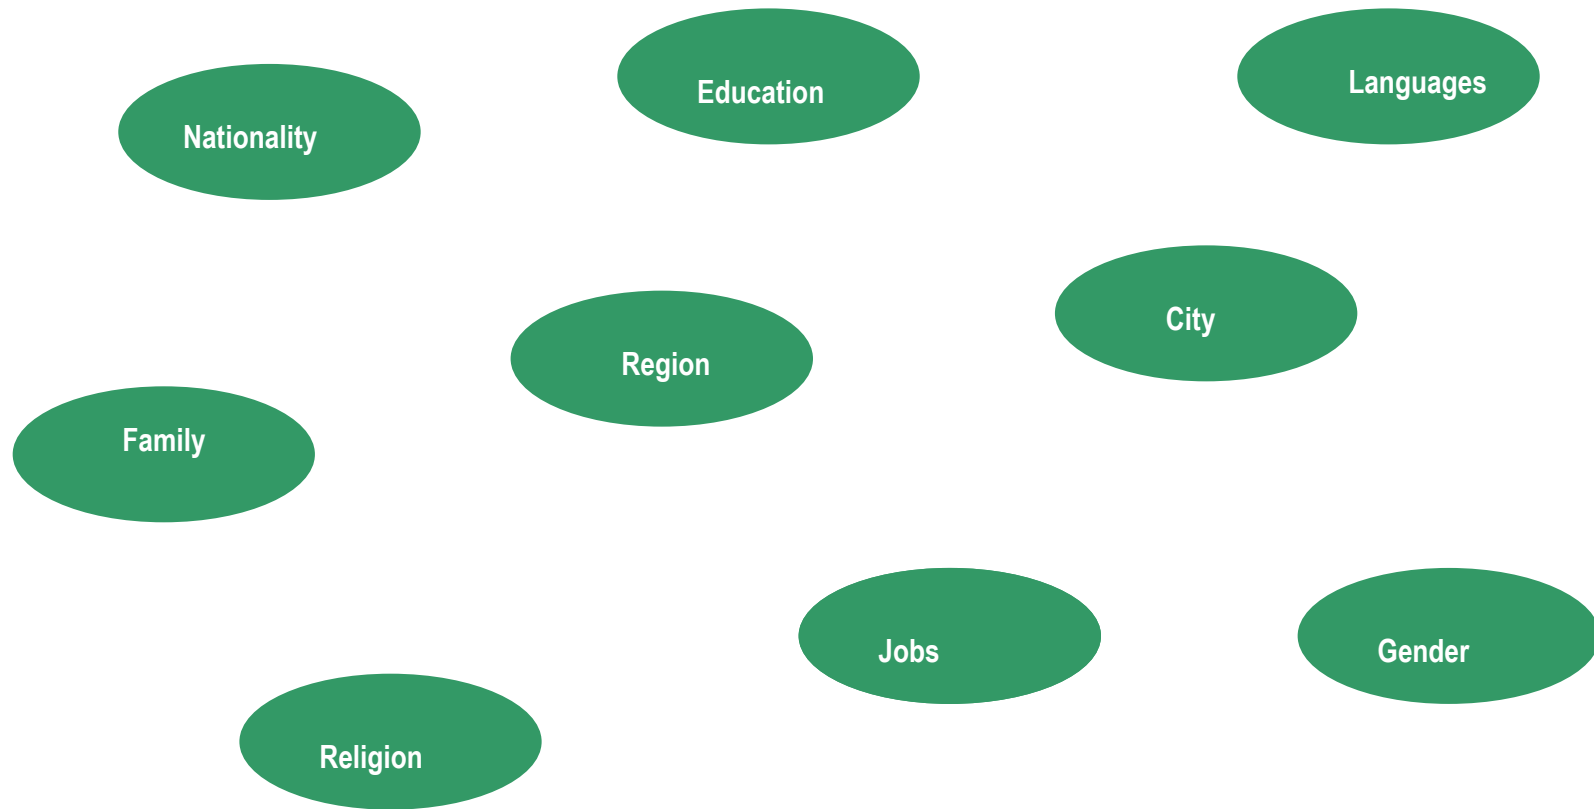 Education
Languages
Nationality
City
Region
Family
Jobs
Gender
Religion